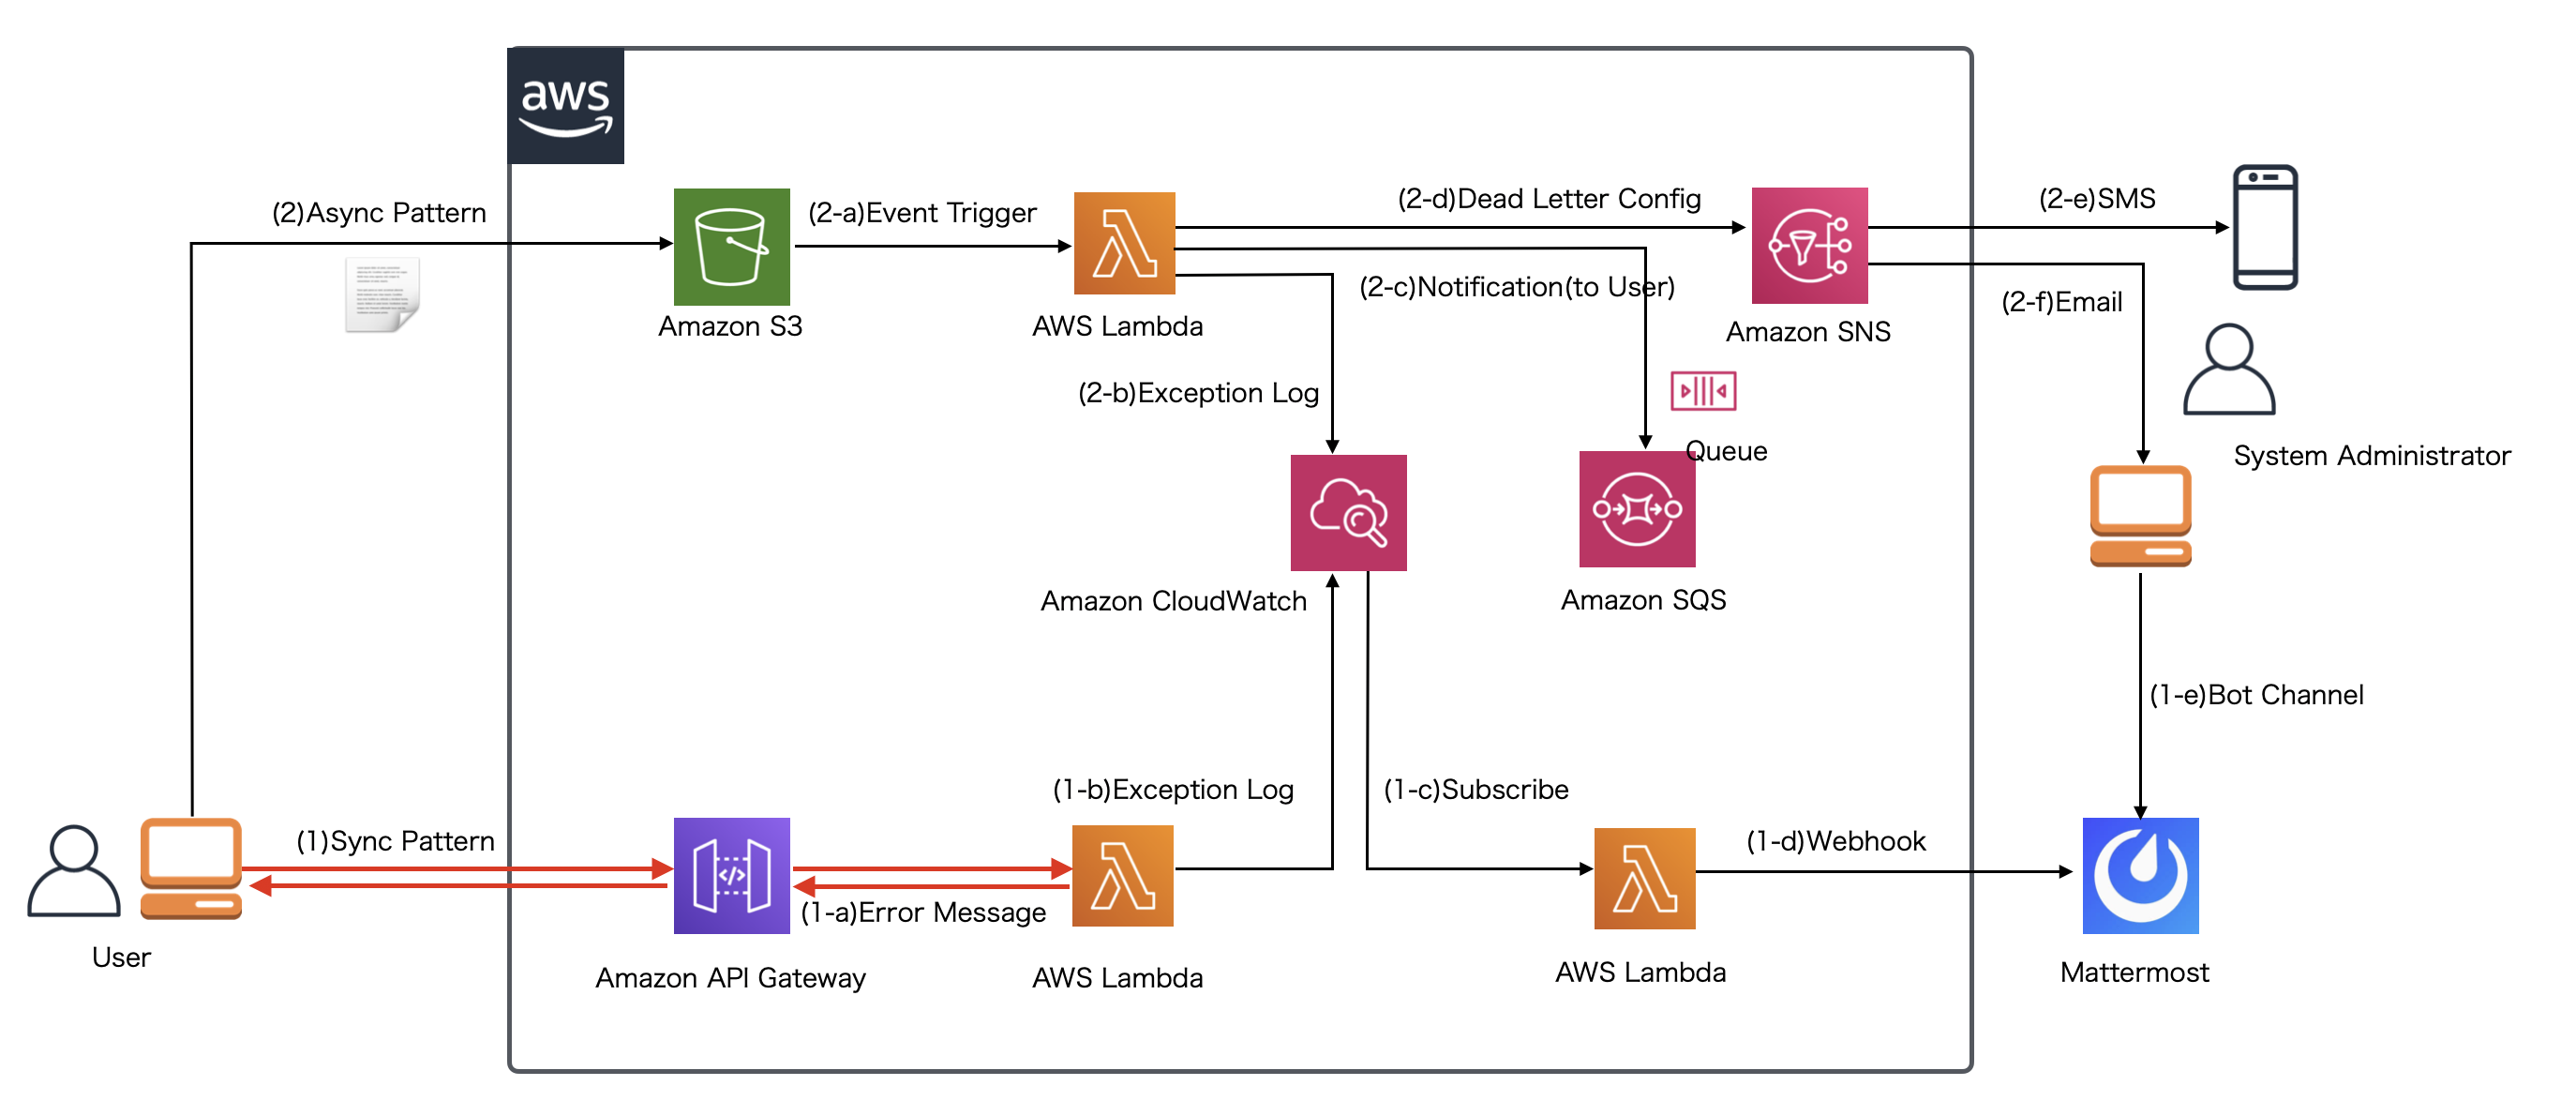 aws
(2)Async Pattern
(2-a)Event Trigger
(2-d)Dead Letter Config
(2-e)SMS
(2-c)Notification(to User)
(2-f)Email
Amazon S3
AWS Lambda
Amazon SNS
(2-b)Exception Log
Queue
System Administrator
Amazon CloudWatch
Amazon SQS
(1-e)Bot Channel
(1-b)Exception Log
(1-c)Subscribe
(1)Sync Pattern
(1-d)Webhook
</>
(1-a)Error Message
User
Amazon API Gateway
AWS Lambda
AWS Lambda
Mattermost